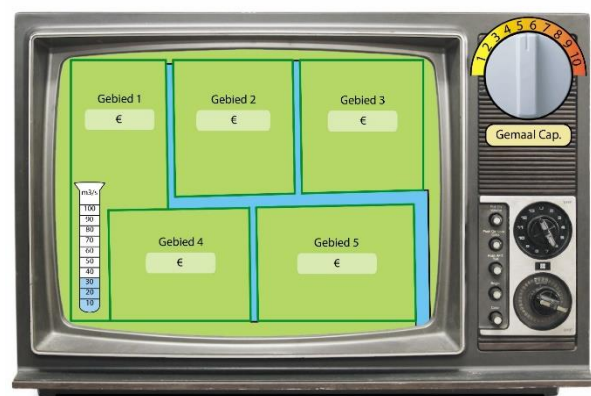 1 2 3 4 5 6 7 8 9 10
Gemaal Cap.
Gebied 1
€
Gebied 2
€
Gebied 3
€
Gebied 4
€
Gebied 5
€
m3/s
100
90
80
70
60
50
40
30
20
10